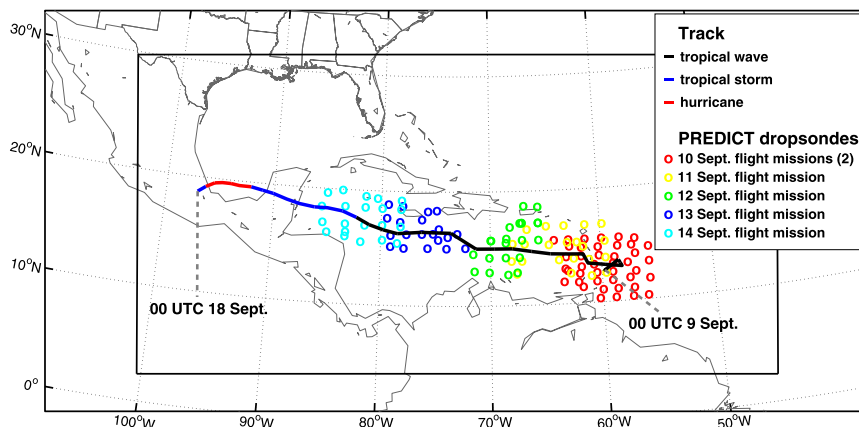 30°N
20°N
10°N
0°
100°W
90°W
80°W
70°W
60°W
50°W
Track
tropical wave
tropical storm
hurricane
PREDICT dropsondes
10 Sept. flight missions (2)
11 Sept. flight mission
12 Sept. flight mission
13 Sept. flight mission
14 Sept. flight mission
00 UTC 18 Sept.
00 UTC 9 Sept.